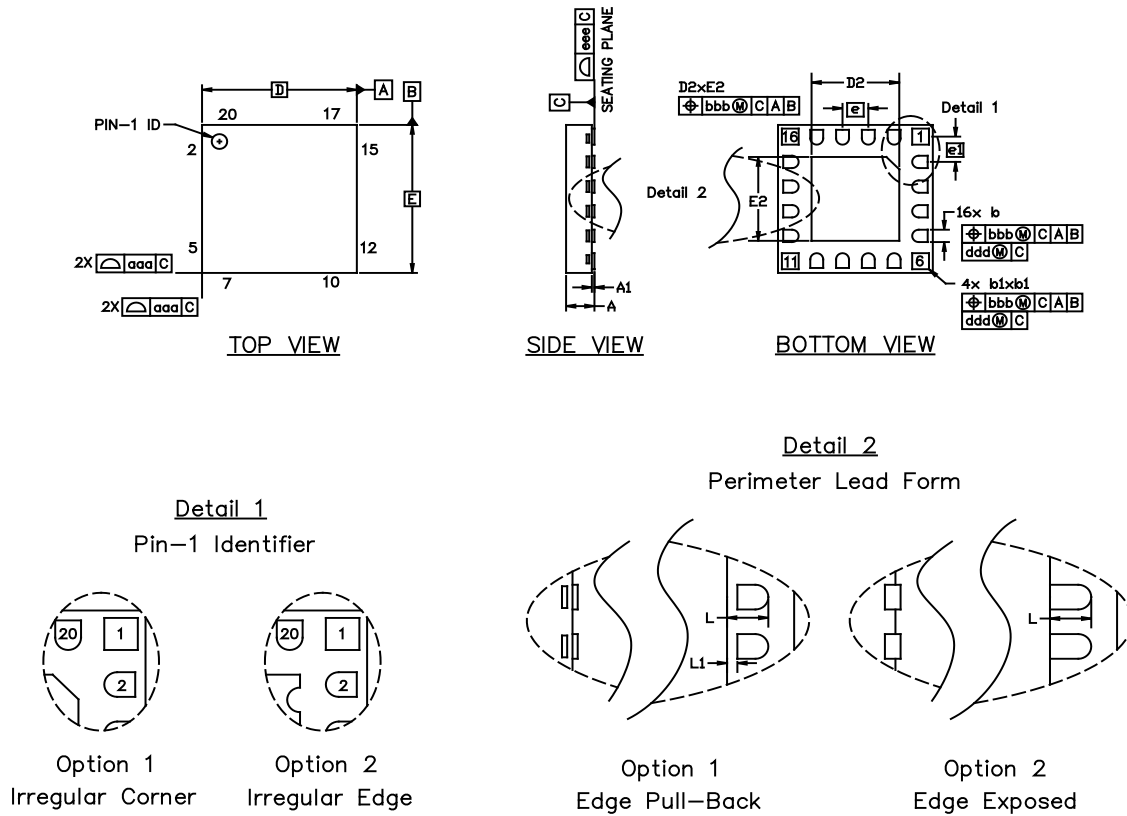 D
A
B
20 17
PIN-1 ID
2 15
E
5 12
2X aaa C
7 10
2X aaa C
TOP VIEW
eee C
SEATING PLANE
C
A1
A
SIDE VIEW
D2xE2
bbb M C A B
D2
e
Detail 1
16 1
e1
Detail 2
E2
16x b
bbb M C A B
ddd M C
11 6
4x b1xb1
bbb M C A B
ddd M C
BOTTOM VIEW
Detail 2
Perimeter Lead Form
Detail 1
Pin-1 Identifier
20 1
2
20 1
2
L
L1
L
Option 1
Irregular Corner
Option 2
Irregular Edge
Option 1
Edge Pull-Back
Option 2
Edge Exposed